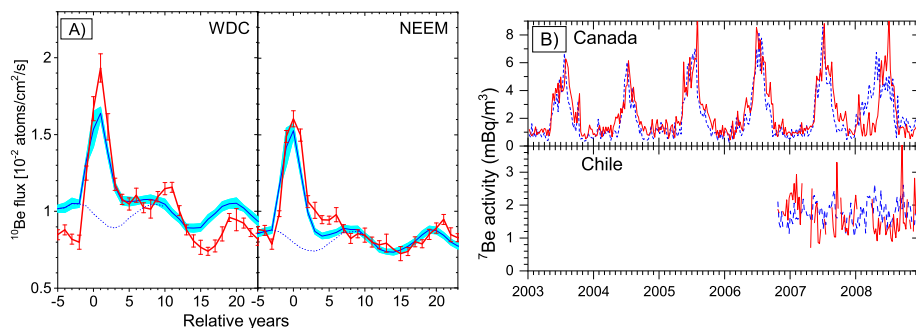 A) WDC NEEM
¹⁰Be flux [10⁻² atoms/cm²/s]
2
1.5
1
0.5
-5 0 5 10 15 20 -5 0 5 10 15 20
Relative years
B) Canada
8
6
4
2
0
Chile
3
2
1
0
⁷Be activity (mBq/m³)
2003 2004 2005 2006 2007 2008